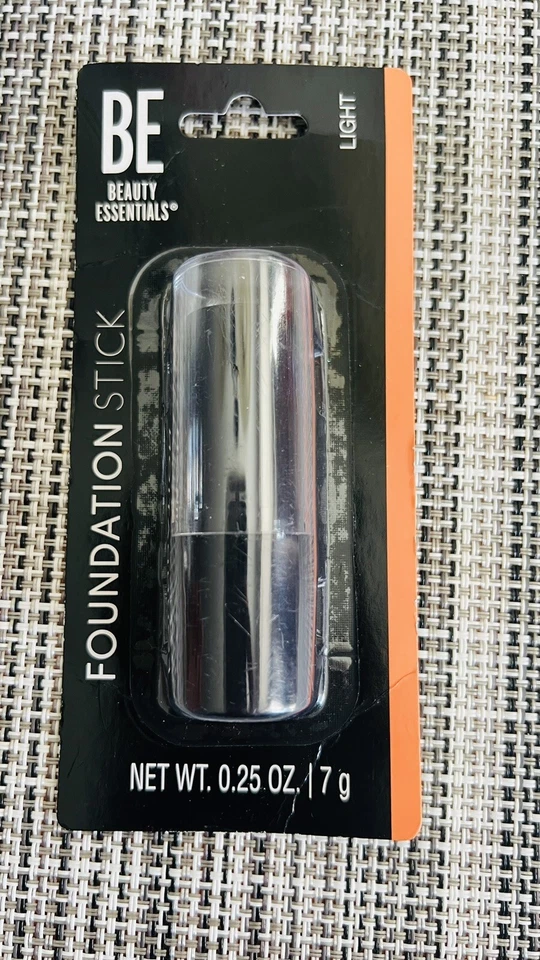 BE
BEAUTY
ESSENTIALS®
LIGHT
FOUNDATION STICK
NET WT. 0.25 OZ. | 7 g